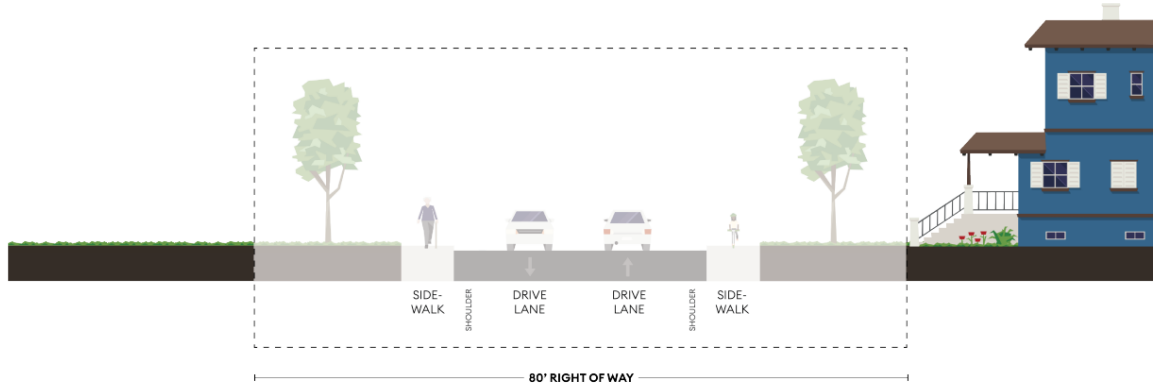 SIDE-
WALK
SHOULDER
DRIVE
LANE
DRIVE
LANE
SHOULDER
SIDE-
WALK
80’ RIGHT OF WAY